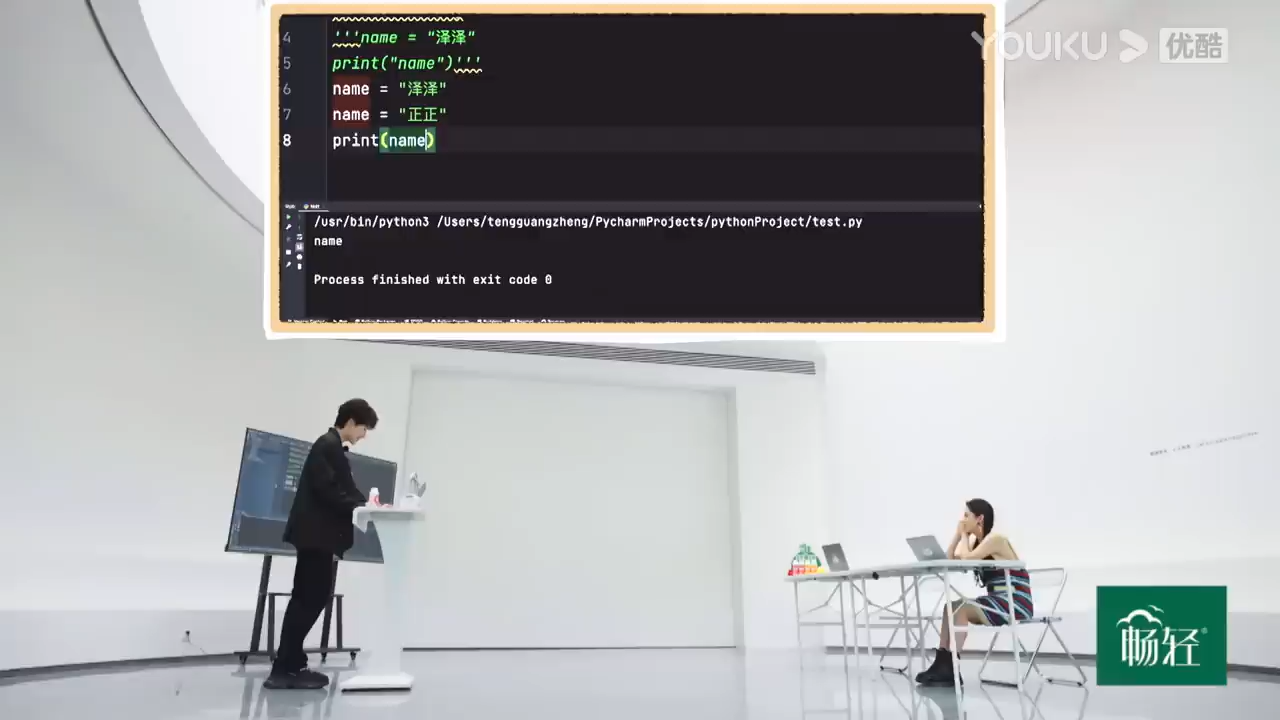 4 '''name = "泽泽"
5 print("name")'''
6 name = "泽泽"
7 name = "正正"
8 print(name)
/usr/bin/python3 /Users/tengguangzheng/PycharmProjects/pythonProject/test.py
name
Process finished with exit code 0
YOUKU 优酷
畅轻®